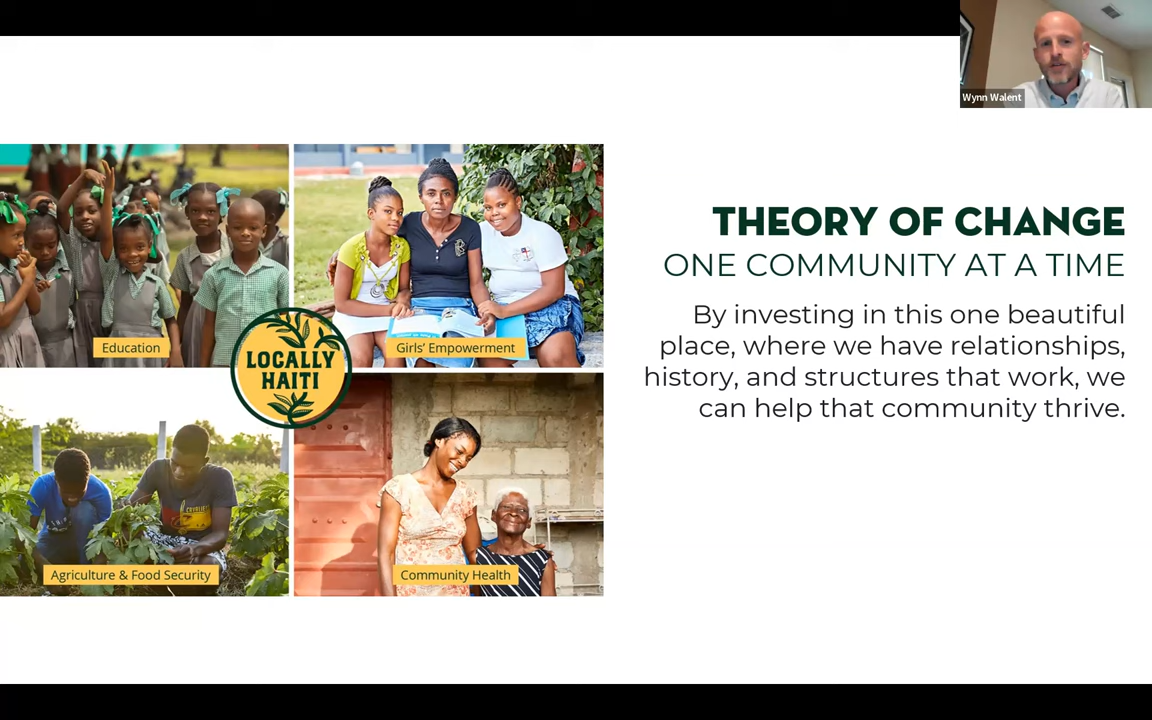 Wynn Walent
THEORY OF CHANGE
ONE COMMUNITY AT A TIME
By investing in this one beautiful
place, where we have relationships,
history, and structures that work, we
can help that community thrive.
Education
Girls' Empowerment
LOCALLY
HAITI
Agriculture & Food Security
Community Health